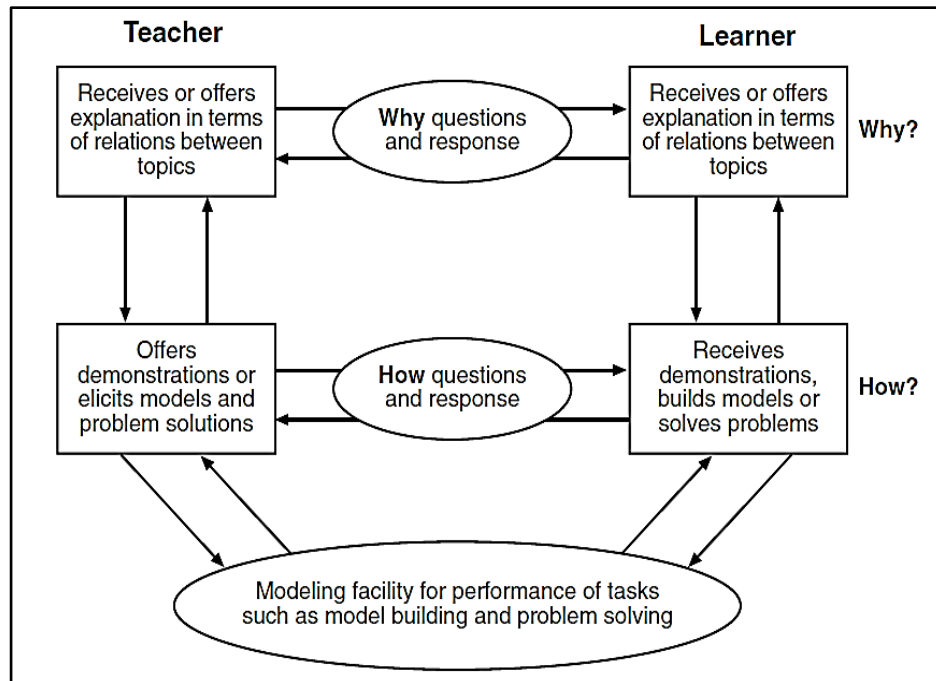 Teacher
Learner
Receives or offers
explanation in terms
of relations between
topics
Why questions
and response
Receives or offers
explanation in terms
of relations between
topics
Why?
Offers
demonstrations or
elicits models and
problem solutions
How questions
and response
Receives
demonstrations,
builds models or
solves problems
How?
Modeling facility for performance of tasks
such as model building and problem solving